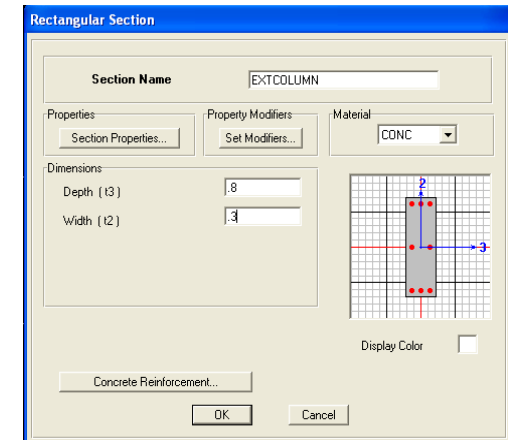 Rectangular Section
Section Name EXTCOLUMN
Properties Property Modifiers Material
Section Properties... Set Modifiers... CONC
Dimensions
Depth ( t3 ) .8
Width ( t2 ) .3
2
3
Display Color
Concrete Reinforcement...
OK Cancel